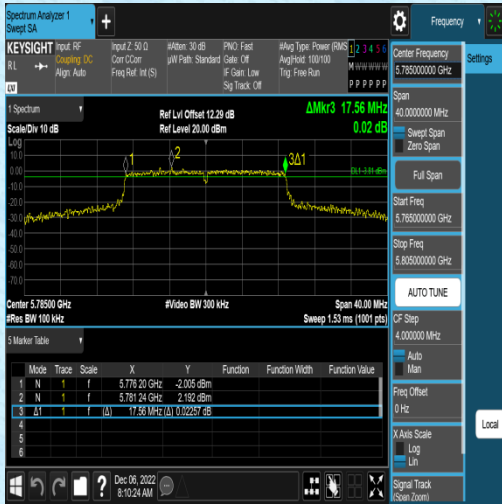 Spectrum Analyzer 1
Swept SA
+
Frequency
KEYSIGHT
Input: RF
Coupling: DC
Align: Auto
Input Z: 50 Ω
Corr CCorr
Freq Ref: Int (S)
#Atten: 30 dB
µW Path: Standard
PNO: Fast
Gate: Off
IF Gain: Low
Sig Track: Off
#Avg Type: Power (RMS
Avg|Hold: 100/100
Trig: Free Run
1 2 3 4 5 6
M W W W W W
P P P P P P
R L
LXI
1 Spectrum
Scale/Div 10 dB
Ref Lvl Offset 12.29 dB
Ref Level 20.00 dBm
ΔMkr3 17.56 MHz
0.02 dB
Log
10.0
0.00
-10.0
-20.0
-30.0
-40.0
-50.0
-60.0
-70.0
1
2
3Δ1
DL1 -3.81 dBm
Center 5.78500 GHz
#Res BW 100 kHz
#Video BW 300 kHz
Span 40.00 MHz
Sweep 1.53 ms (1001 pts)
5 Marker Table
Mode Trace Scale X Y Function Function Width Function Value
1 N 1 f 5.776 20 GHz -2.005 dBm
2 N 1 f 5.781 24 GHz 2.192 dBm
3 Δ1 1 f (Δ) 17.56 MHz (Δ) 0.02257 dB
4
5
6
?
Dec 06, 2022
8:10:24 AM
Center Frequency
5.785000000 GHz
Span
40.0000000 MHz
Swept Span
Zero Span
Full Span
Start Freq
5.765000000 GHz
Stop Freq
5.805000000 GHz
AUTO TUNE
CF Step
4.000000 MHz
Auto
Man
Freq Offset
0 Hz
X Axis Scale
Log
Lin
Signal Track
(Span Zoom)
Settings
Local